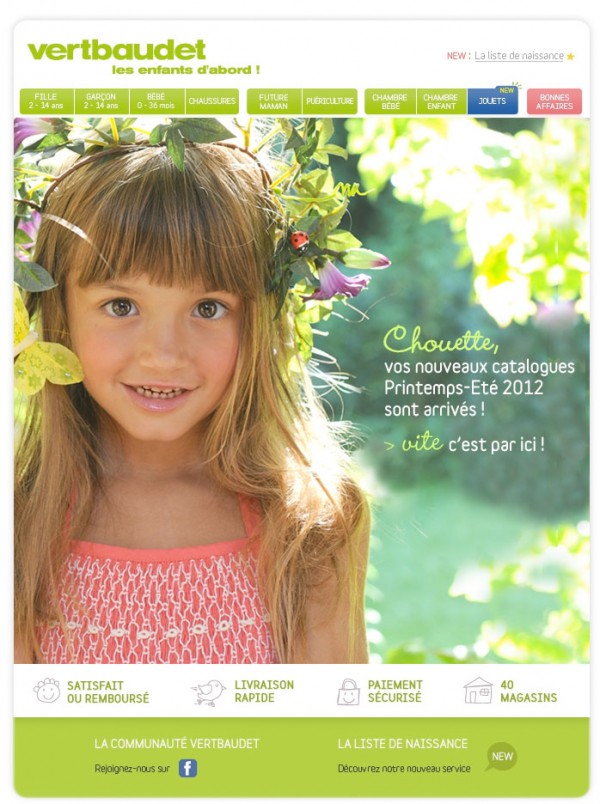 vertbaudet
les enfants d'abord !
NEW : La liste de naissance
FILLE
2 - 14 ans
GARÇON
2 - 14 ans
BÉBÉ
0 - 36 mois
CHAUSSURES
FUTURE
MAMAN
PUÉRICULTURE
CHAMBRE
BÉBÉ
CHAMBRE
ENFANT
NEW
JOUETS
BONNES
AFFAIRES
Chouette,
vos nouveaux catalogues
Printemps-Eté 2012
sont arrivés !
> vite c'est par ici !
SATISFAIT
OU REMBOURSÉ
LIVRAISON
RAPIDE
PAIEMENT
SÉCURISÉ
40
MAGASINS
LA COMMUNAUTÉ VERTBAUDET
Rejoignez-nous sur f
LA LISTE DE NAISSANCE
Découvrez notre nouveau service
NEW